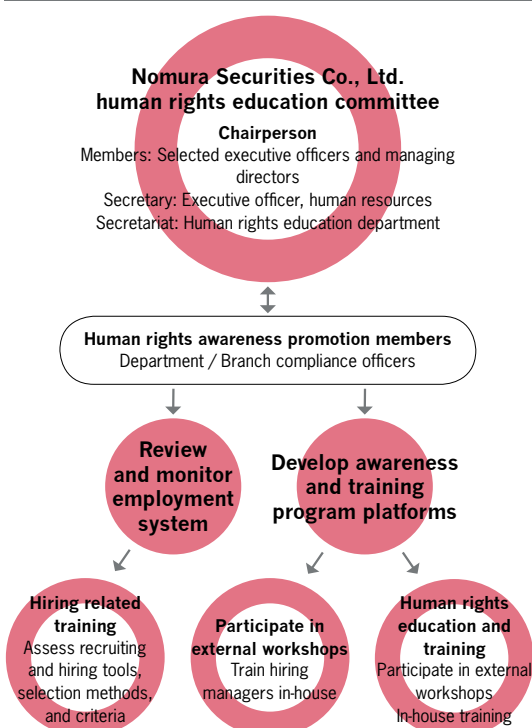 Nomura Securities Co., Ltd.
human rights education committee
Chairperson
Members: Selected executive officers and managing
directors
Secretary: Executive officer, human resources
Secretariat: Human rights education department
Human rights awareness promotion members
Department / Branch compliance officers
Review
and monitor
employment
system
Develop awareness
and training
program platforms
Hiring related
training
Assess recruiting
and hiring tools,
selection methods,
and criteria
Participate in
external workshops
Train hiring
managers in-house
Human rights
education and
training
Participate in external
workshops
In-house training